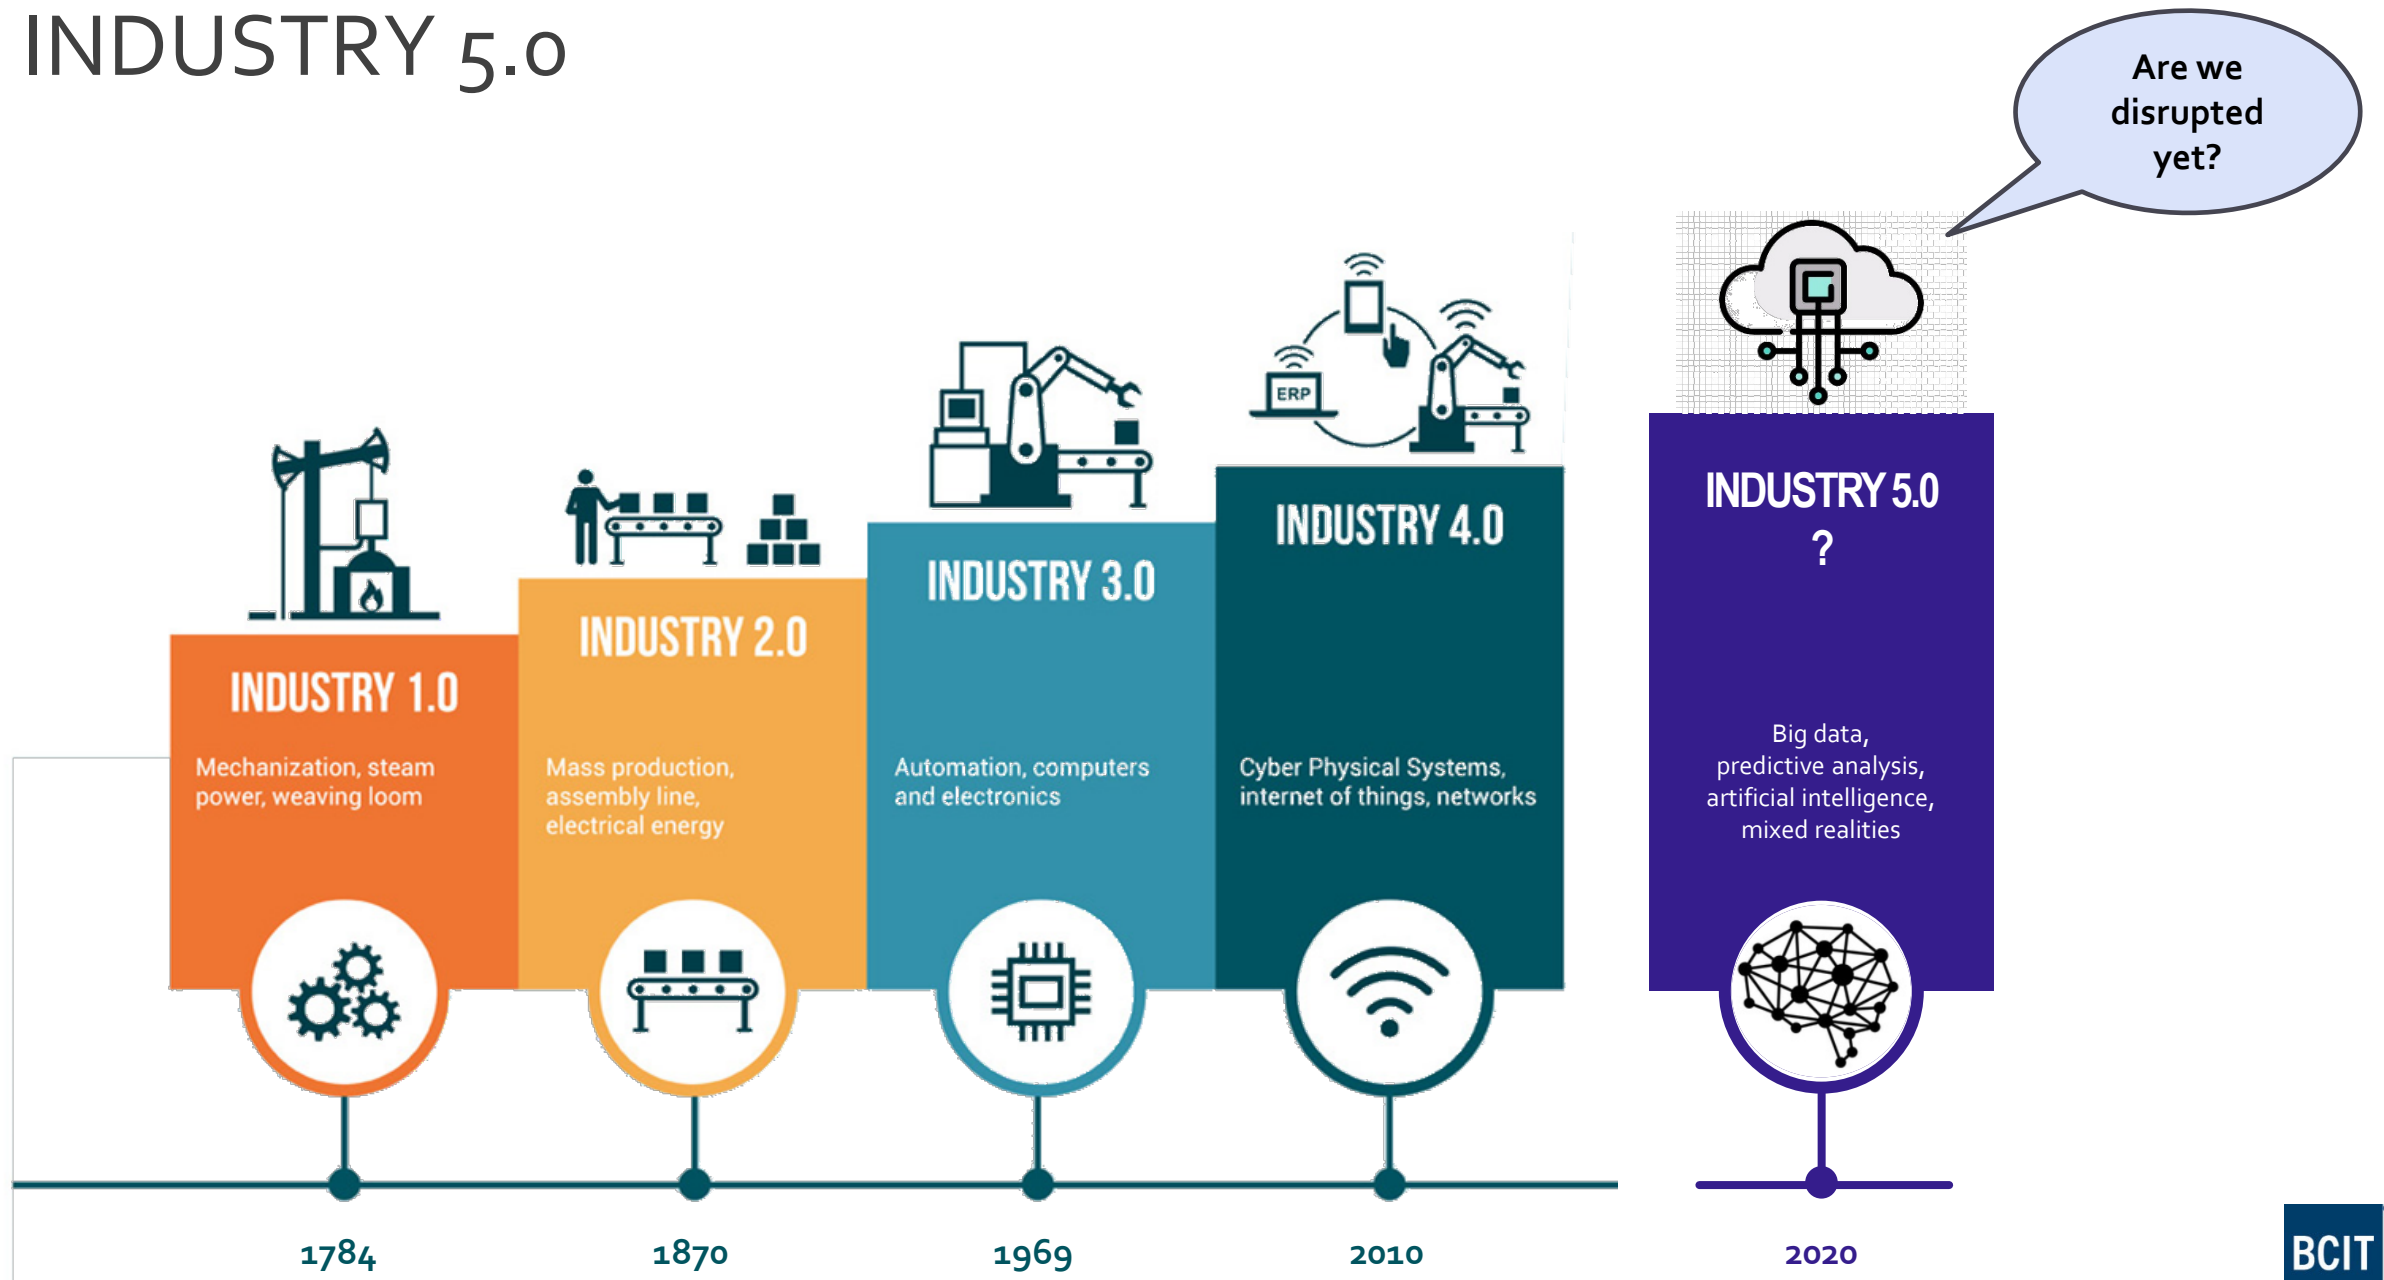 INDUSTRY 5.0
Are we
disrupted
yet?
ERP
INDUSTRY 1.0
Mechanization, steam
power, weaving loom
INDUSTRY 2.0
Mass production,
assembly line,
electrical energy
INDUSTRY 3.0
Automation, computers
and electronics
INDUSTRY 4.0
Cyber Physical Systems,
internet of things, networks
INDUSTRY 5.0
?
Big data,
predictive analysis,
artificial intelligence,
mixed realities
1784
1870
1969
2010
2020
BCIT